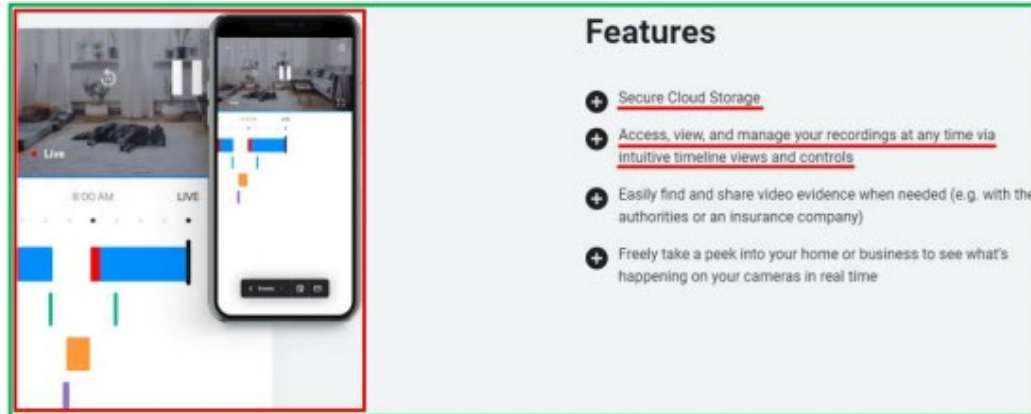 Features
Secure Cloud Storage
Access, view, and manage your recordings at any time via
intuitive timeline views and controls
Easily find and share video evidence when needed (e.g. with the
authorities or an insurance company)
Freely take a peek into your home or business to see what's
happening on your cameras in real time
Live
8:00 AM
LIVE
Events